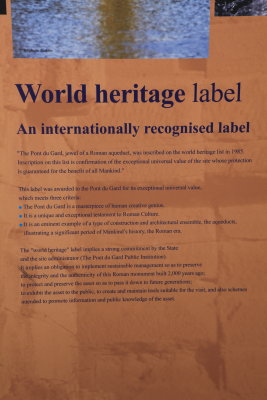 World heritage label
An internationally recognised label
"The Pont du Gard, jewel of a Roman aqueduct, was inscribed on the world heritage list in 1985.
Inscription on this list is confirmation of the exceptional universal value of the site whose protection
is guaranteed for the benefit of all Mankind."
This label was awarded to the Pont du Gard for its exceptional universal value,
which meets three criteria:
The Pont du Gard is a masterpiece of human creative genius.
It is a unique and exceptional testament to Roman Culture.
It is an eminent example of a type of construction and architectural ensemble, the aqueducts,
illustrating a significant period of Mankind's history, the Roman era.
The "world heritage" label implies a strong commitment by the State
and the site administrator (The Pont du Gard Public Institution).
It implies an obligation to implement sustainable management so as to preserve
the integrity and the authenticity of this Roman monument built 2,000 years ago;
to protect and preserve the asset so as to pass it down to future generations;
to exhibit the asset to the public; to create and maintain tools suitable for the visit, and also schemes
intended to promote information and public knowledge of the asset.